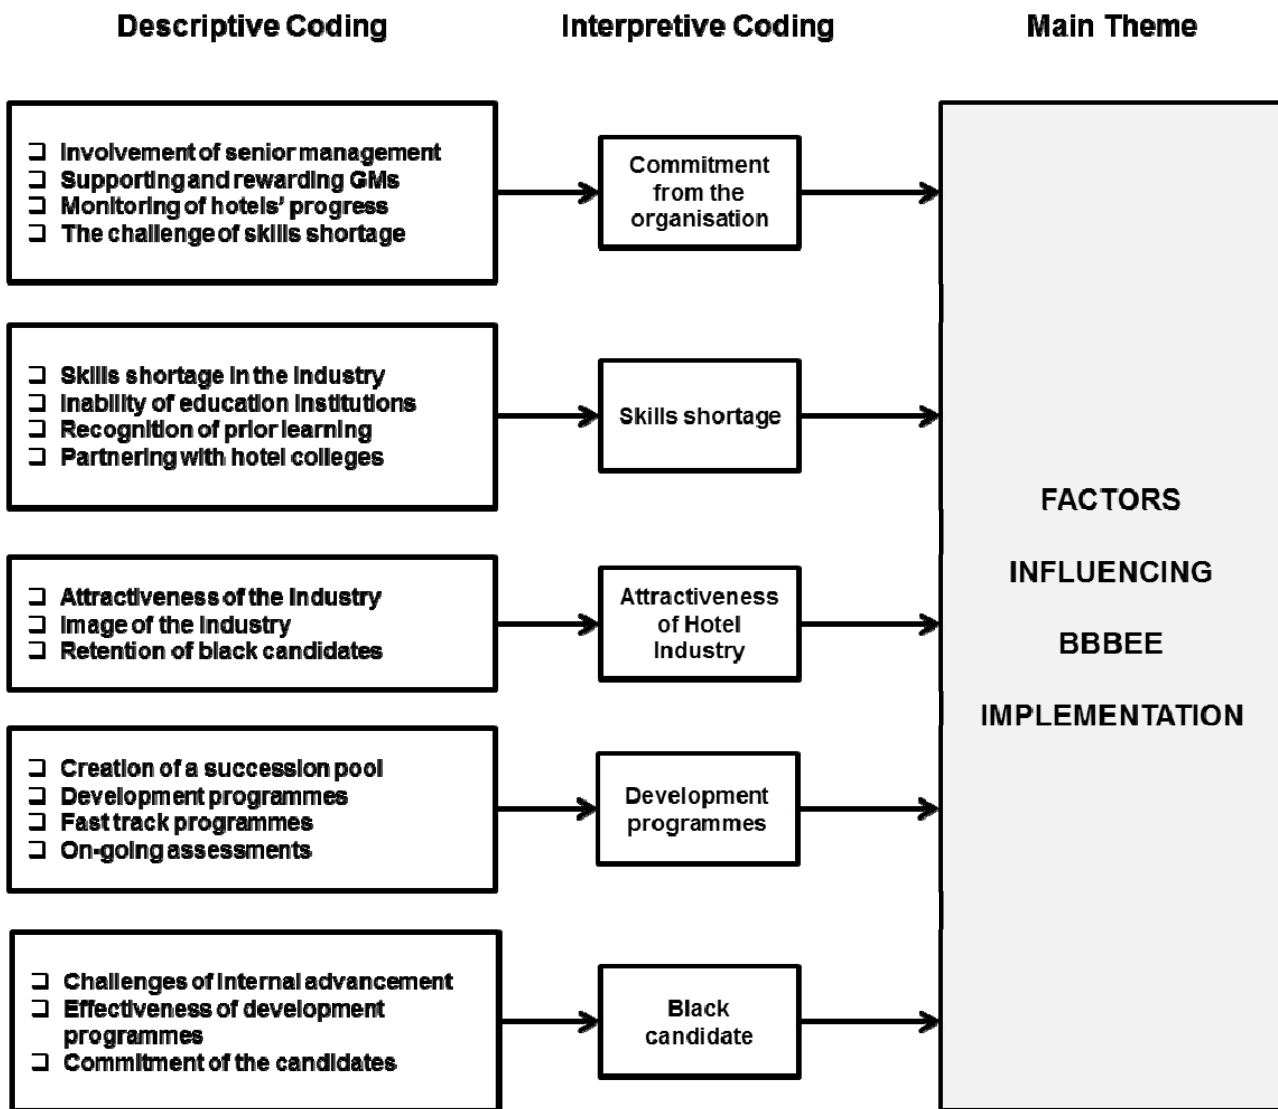 Descriptive Coding
Interpretive Coding
Main Theme
Involvement of senior management
Supporting and rewarding GMs
Monitoring of hotels' progress
The challenge of skills shortage
Commitment
from the
organisation
Skills shortage in the industry
Inability of education institutions
Recognition of prior learning
Partnering with hotel colleges
Skills shortage
Attractiveness of the industry
Image of the industry
Retention of black candidates
Attractiveness
of Hotel
Industry
Creation of a succession pool
Development programmes
Fast track programmes
On-going assessments
Development
programmes
Challenges of internal advancement
Effectiveness of development
programmes
Commitment of the candidates
Black
candidate
FACTORS
INFLUENCING
BBBEE
IMPLEMENTATION